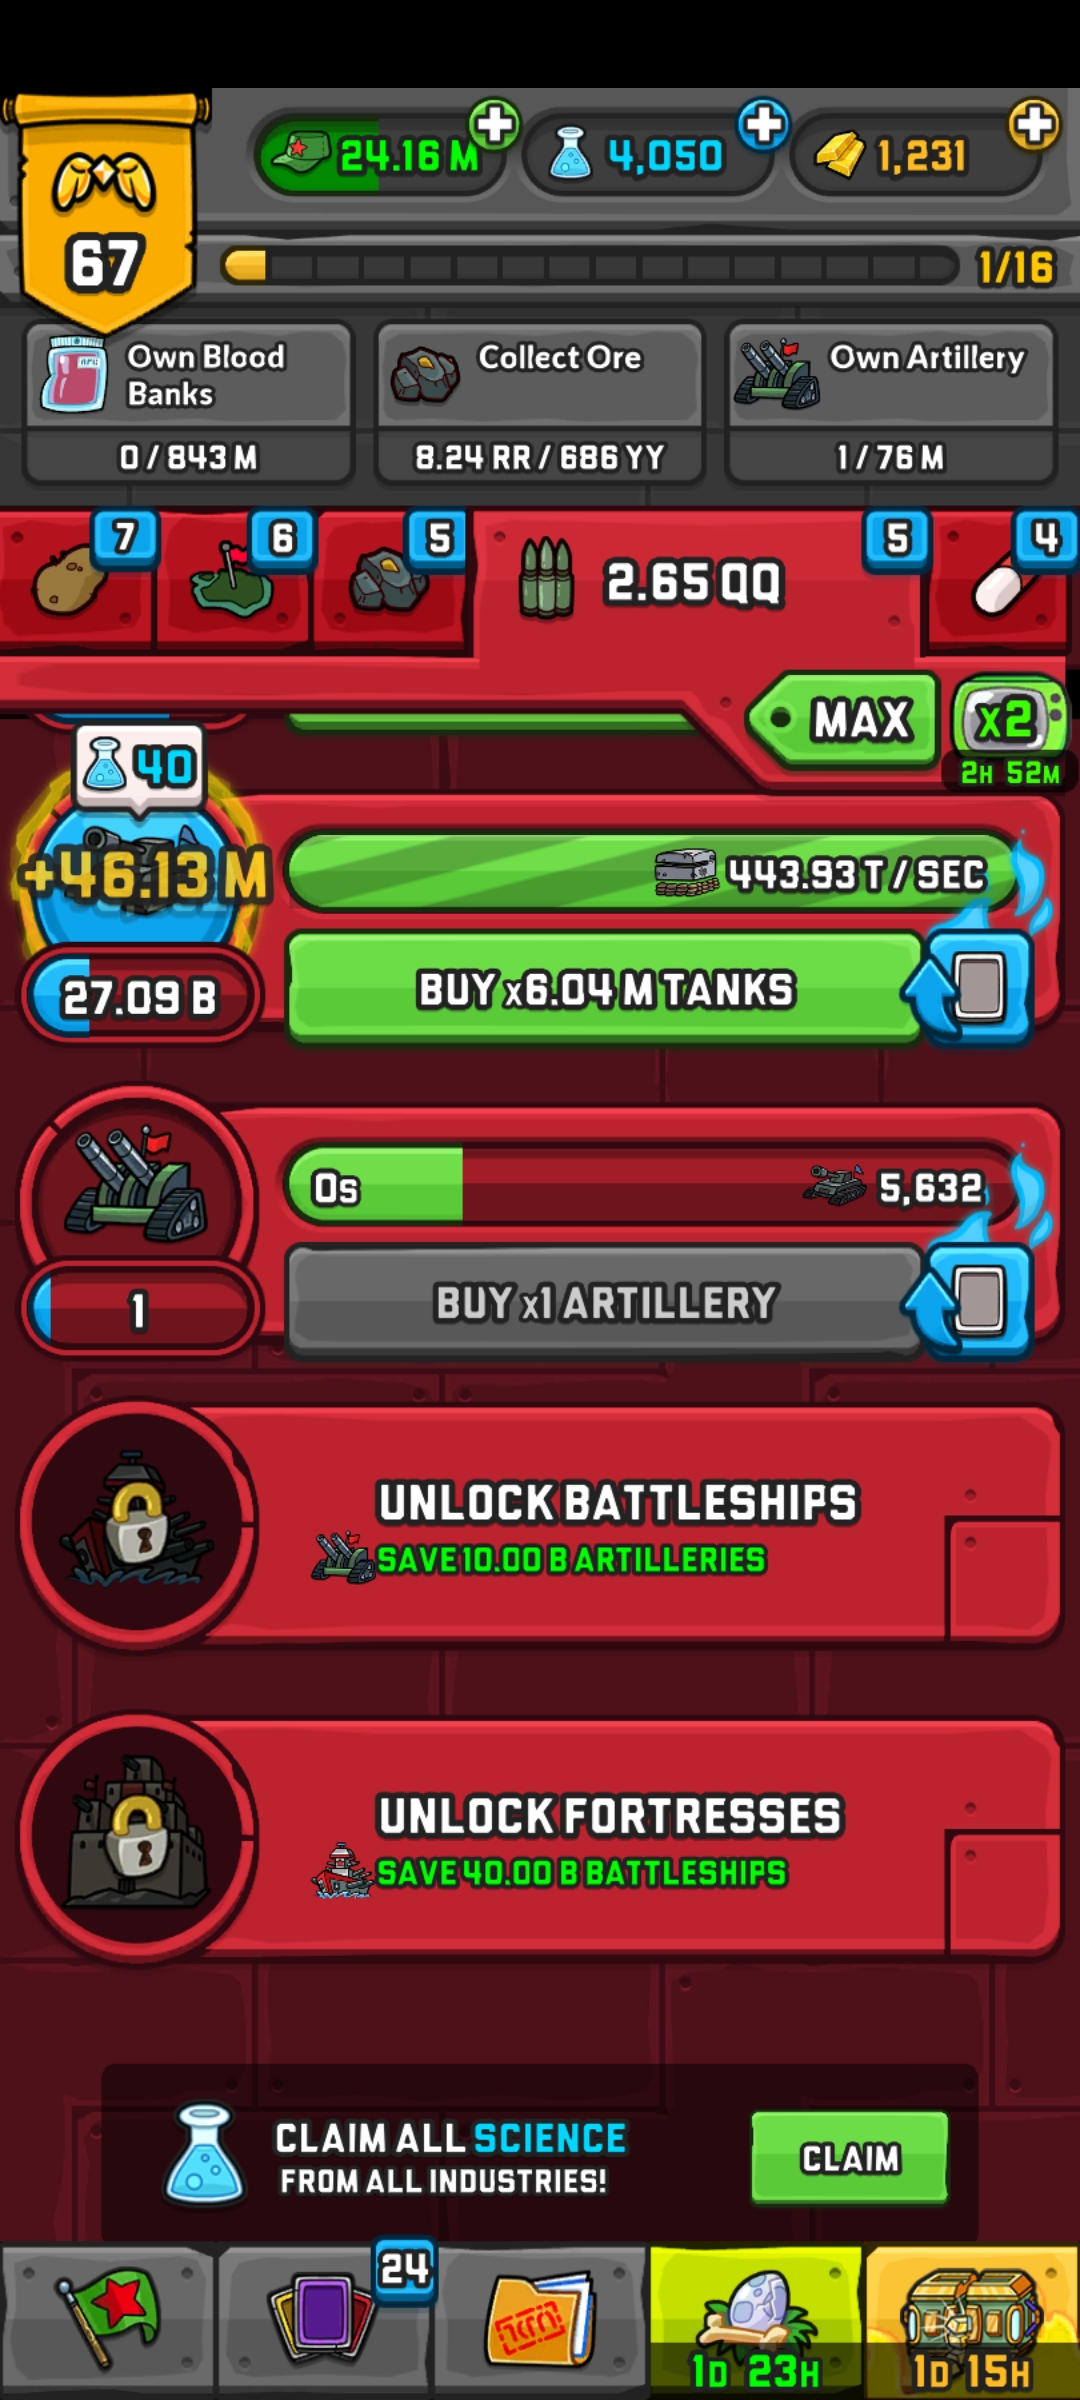 24.16 M
4,050
1,231
67
1/16
Own Blood
Banks
0 / 843 M
Collect Ore
8.24 RR / 686 YY
Own Artillery
1 / 76 M
7
6
5
2.65 QQ
5
4
MAX
x2
2H 52M
40
+46.13 M
443.93 T / SEC
27.09 B
BUY x6.04 M TANKS
0s
5,632
1
BUY x1 ARTILLERY
UNLOCK BATTLESHIPS
SAVE 10.00 B ARTILLERIES
UNLOCK FORTRESSES
SAVE 40.00 B BATTLESHIPS
CLAIM ALL SCIENCE
FROM ALL INDUSTRIES!
CLAIM
24
1D 23H
1D 15H